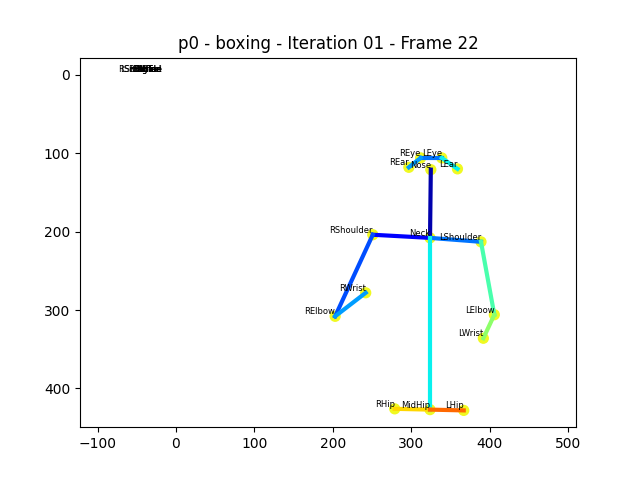 p0 - boxing - Iteration 01 - Frame 22
0
REye LEye
REar Nose LEar
100
RShoulder Neck LShoulder
200
RWrist
RElbow LElbow
300
LWrist
RHip MidHip LHip
400
−100 0 100 200 300 400 500